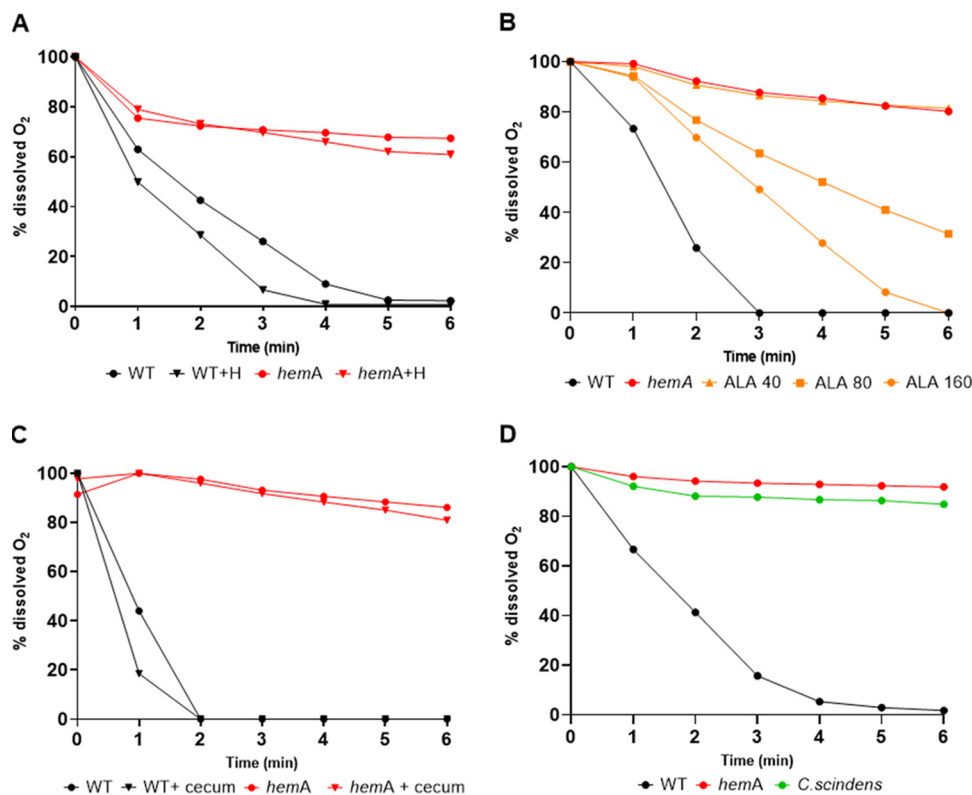 A
% dissolved O2
100
80
60
40
20
0
0 1 2 3 4 5 6
Time (min)
WT WT+H hemA hemA+H
B
% dissolved O2
100
80
60
40
20
0
0 1 2 3 4 5 6
Time (min)
WT hemA ALA 40 ALA 80 ALA 160
C
% dissolved O2
100
80
60
40
20
0
0 1 2 3 4 5 6
Time (min)
WT WT+ cecum hemA hemA + cecum
D
% dissolved O2
100
80
60
40
20
0
0 1 2 3 4 5 6
Time (min)
WT hemA C.scindens